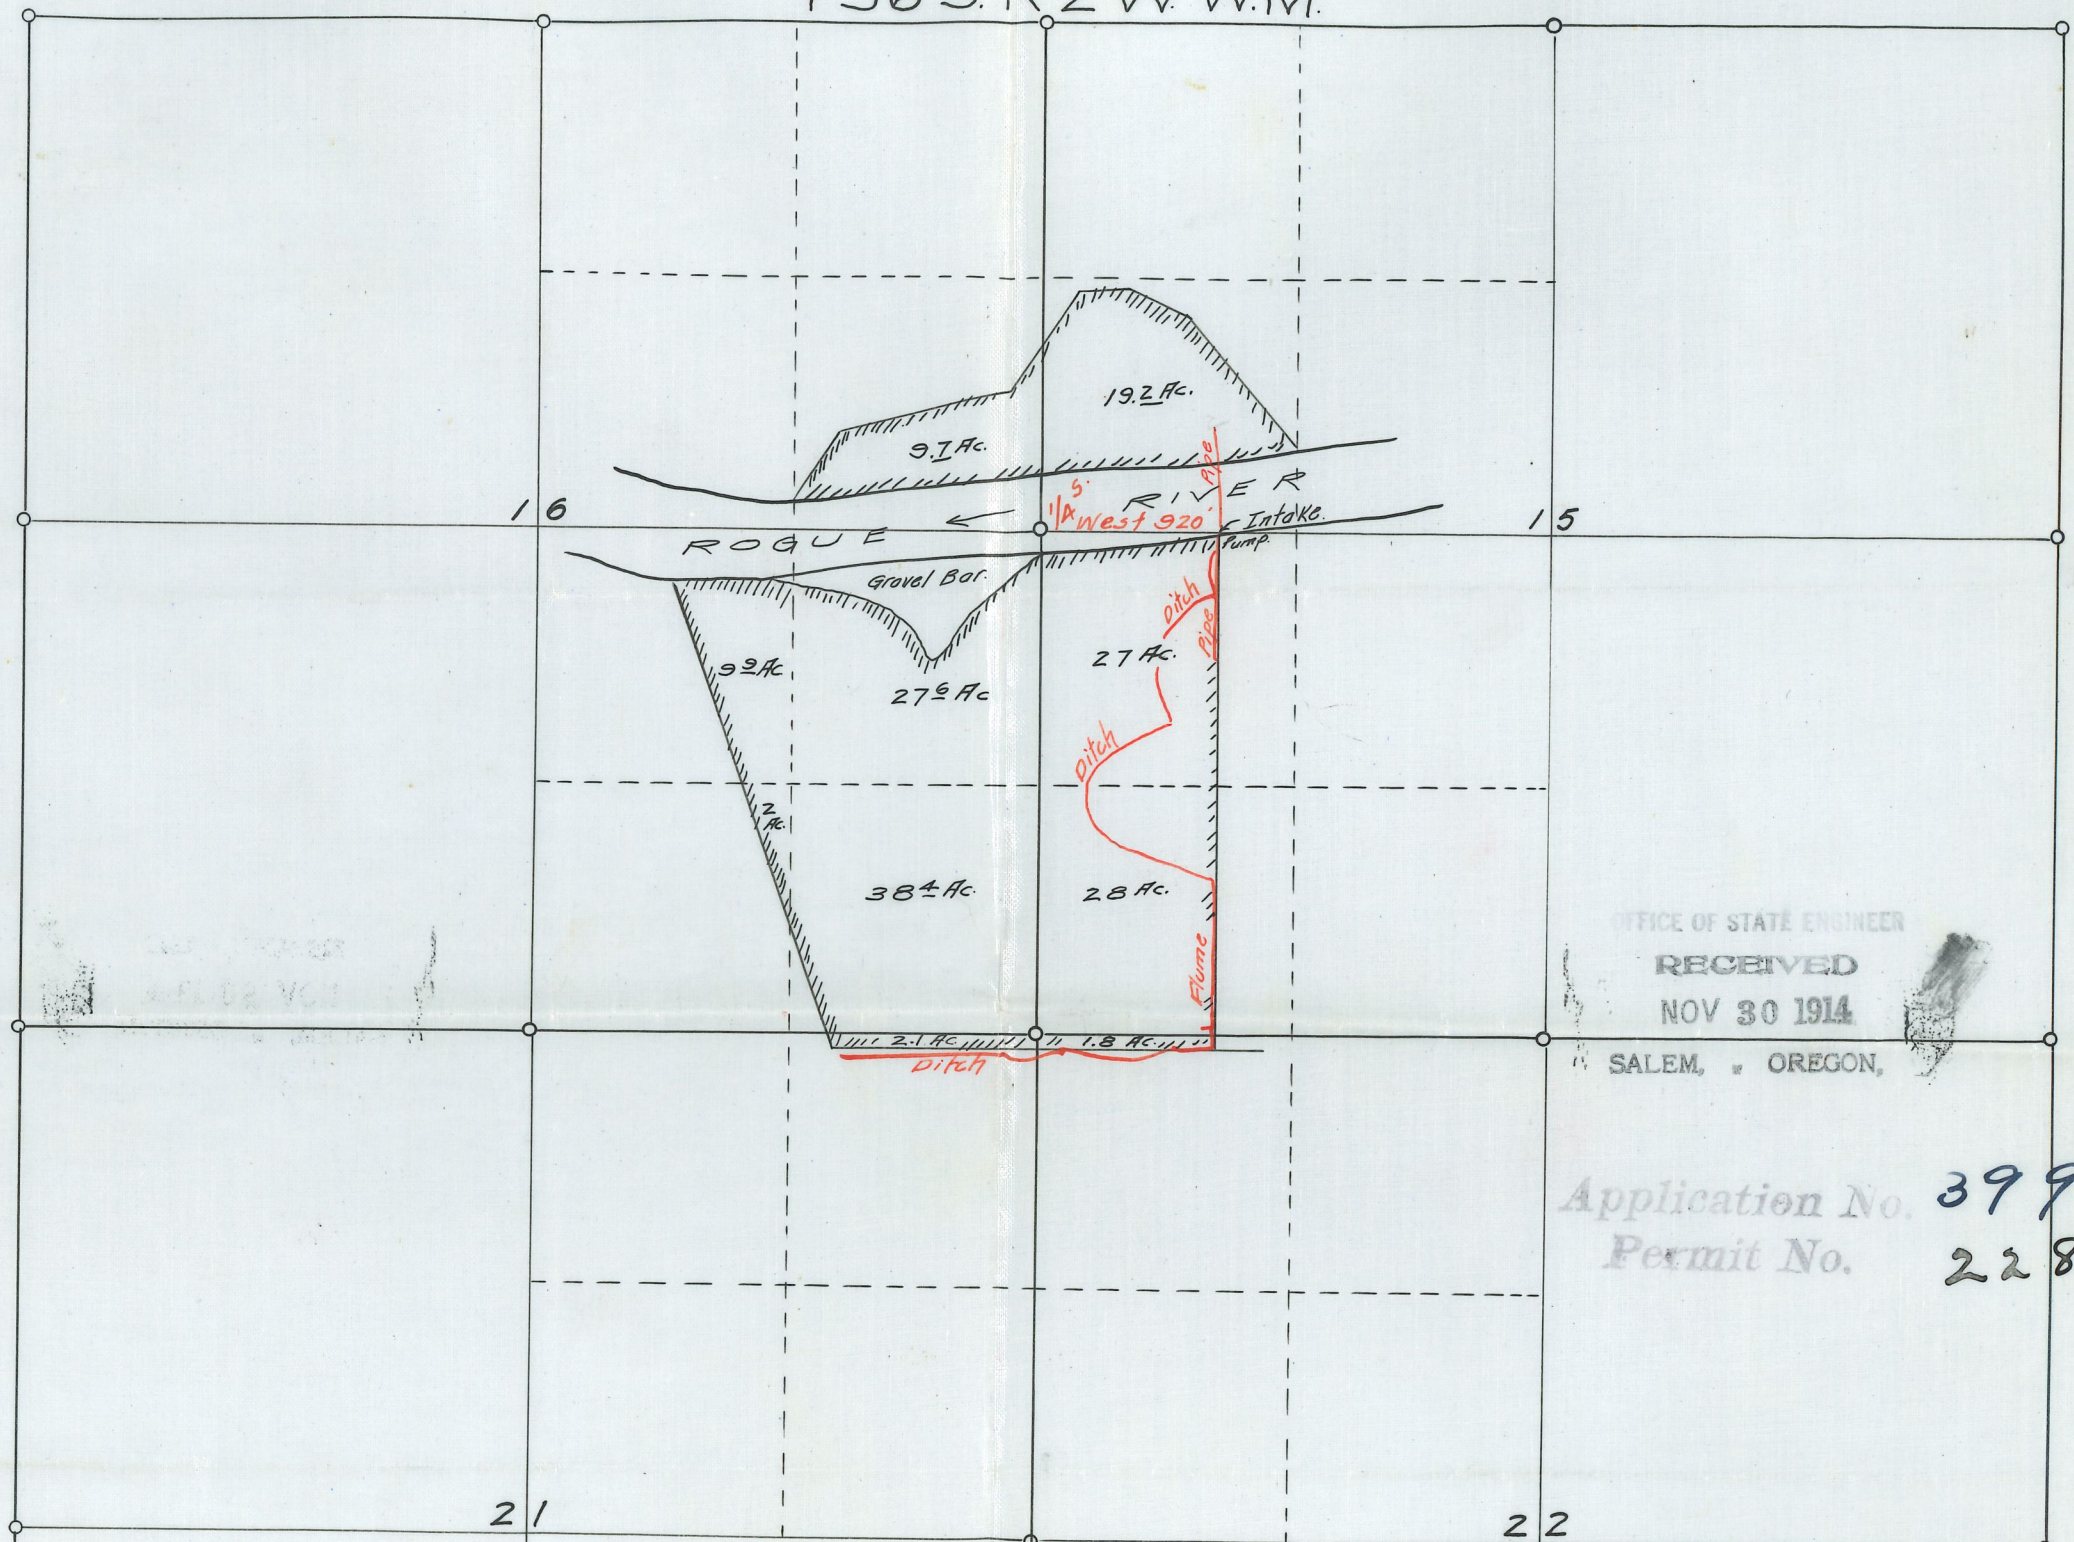 19.2 Ac.
9.7 Ac.
Pipe
S.
RIVER
1/4 West 920'
16
Intake.
15
ROGUE
Pump.
Gravel Bar.
Ditch
Pipe
27 Ac.
9.9 Ac
27.6 Ac
Ditch
2
Ac.
38.4 Ac.
28 Ac.
Flume
OFFICE OF STATE ENGINEER
RECEIVED
NOV 30 1914
2.1 Ac
1.8 Ac.
Ditch
SALEM, OREGON,
Application No. 399
Permit No. 228
21
22